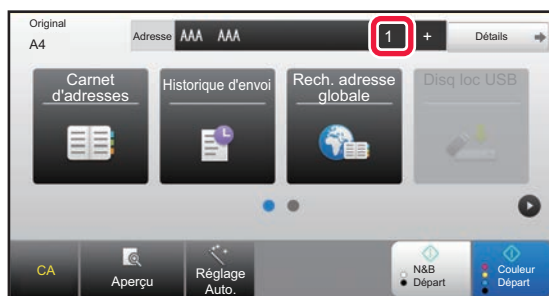 Original
A4
Adresse AAA AAA 1 + Détails
Carnet
d'adresses
Historique d'envoi
Rech. adresse
globale
Disq loc USB
CA
Aperçu
Réglage
Auto.
N&B
Départ
Couleur
Départ